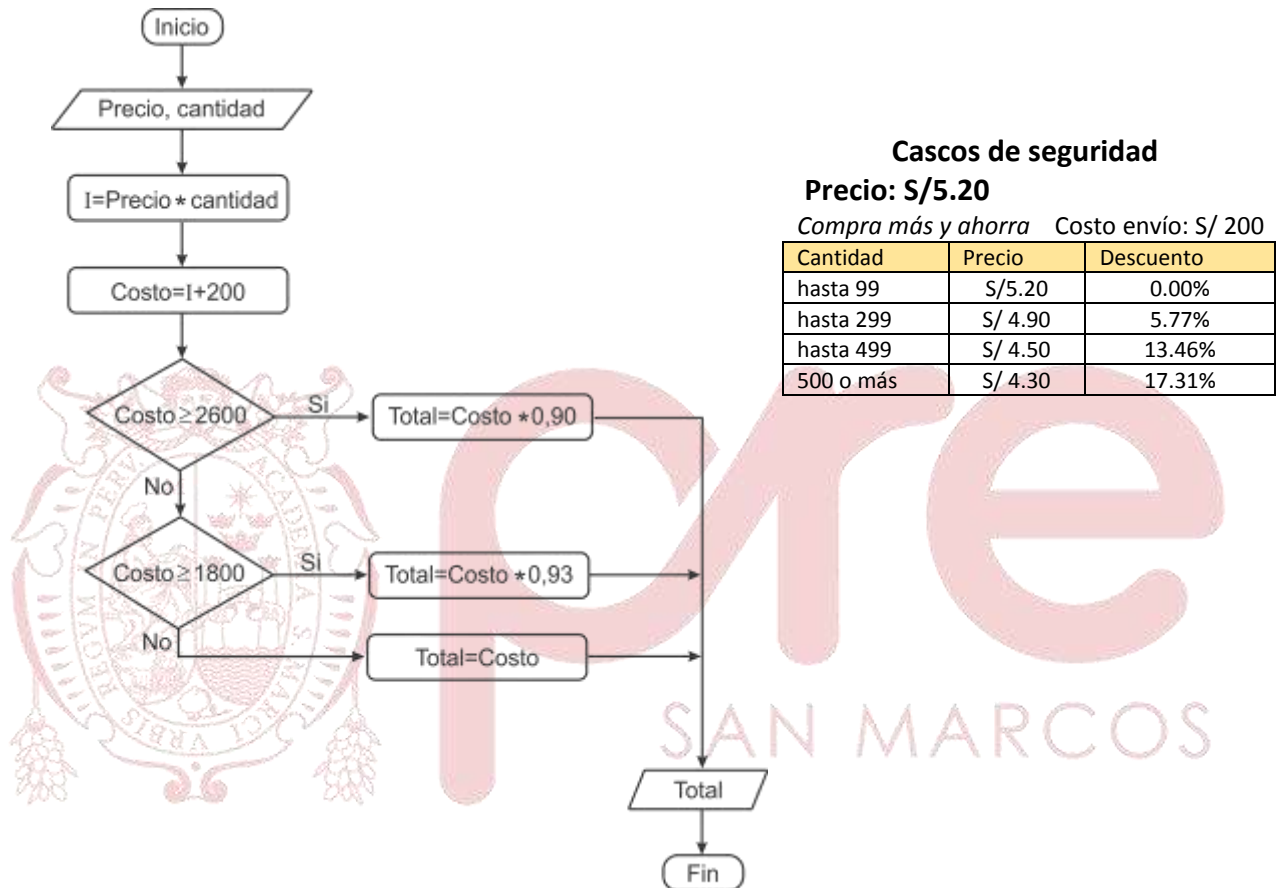 Inicio
Precio, cantidad
I=Precio * cantidad
Costo=I+200
Costo≥2600
Si
Total=Costo *0,90
No
Costo≥1800
Si
Total=Costo *0,93
No
Total=Costo
Total
Fin
Cascos de seguridad
Precio: S/5.20
Compra más y ahorra Costo envío: S/ 200
Cantidad Precio Descuento
hasta 99 S/5.20 0.00%
hasta 299 S/ 4.90 5.77%
hasta 499 S/ 4.50 13.46%
500 o más S/ 4.30 17.31%
pre
SAN MARCOS